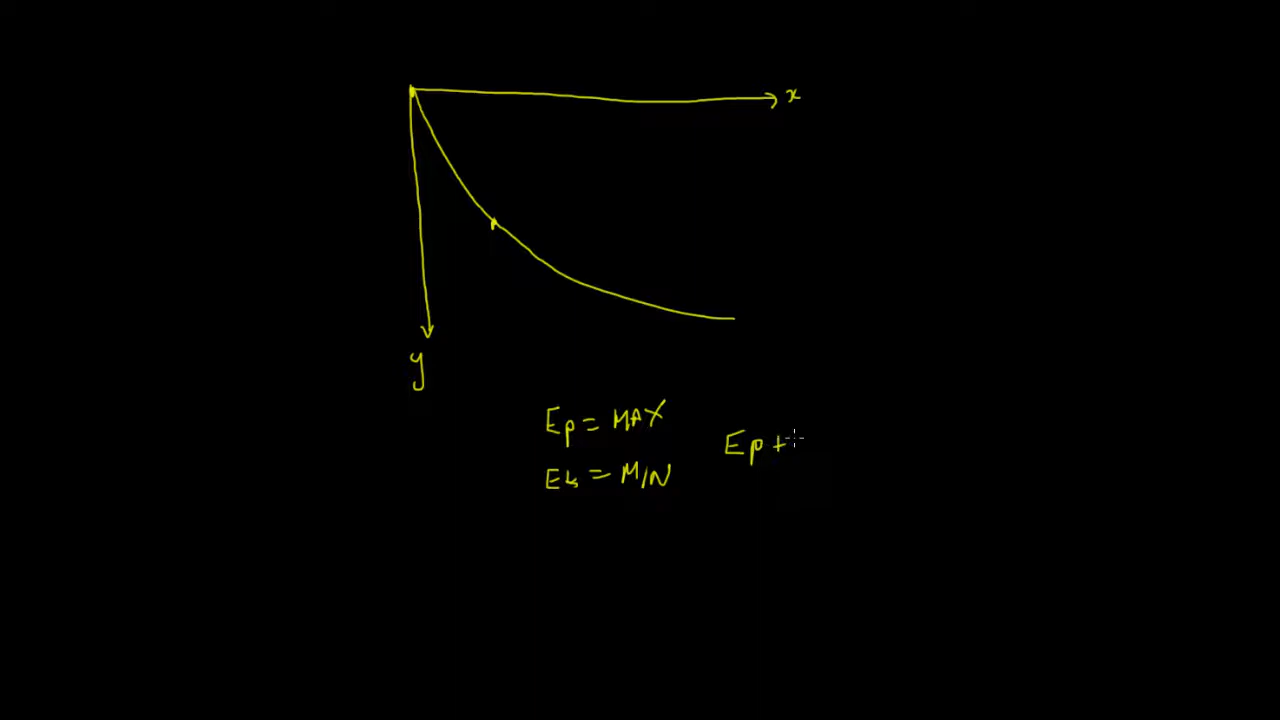 x
y
Ep = MAX
Ek = MIN
Ep +